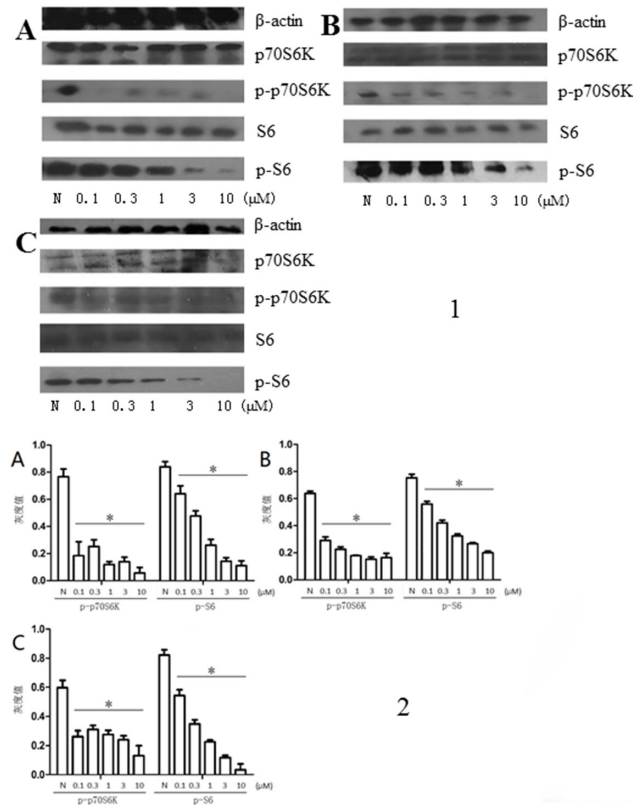 A
β-actin
p70S6K
p-p70S6K
S6
p-S6
N 0.1 0.3 1 3 10 (μM)
B
β-actin
p70S6K
p-p70S6K
S6
p-S6
N 0.1 0.3 1 3 10 (μM)
C
β-actin
p70S6K
p-p70S6K
S6
p-S6
N 0.1 0.3 1 3 10 (μM)
1
A
灰度值
1.0
0.8
0.6
0.4
0.2
0.0
* *
N 0.1 0.3 1 3 10 N 0.1 0.3 1 3 10 (μM)
p-p70S6K p-S6
B
灰度值
1.0
0.8
0.6
0.4
0.2
0.0
* *
N 0.1 0.3 1 3 10 N 0.1 0.3 1 3 10 (μM)
p-p70S6K p-S6
C
灰度值
1.0
0.8
0.6
0.4
0.2
0.0
* *
N 0.1 0.3 1 3 10 N 0.1 0.3 1 3 10 (μM)
p-p70S6K p-S6
2